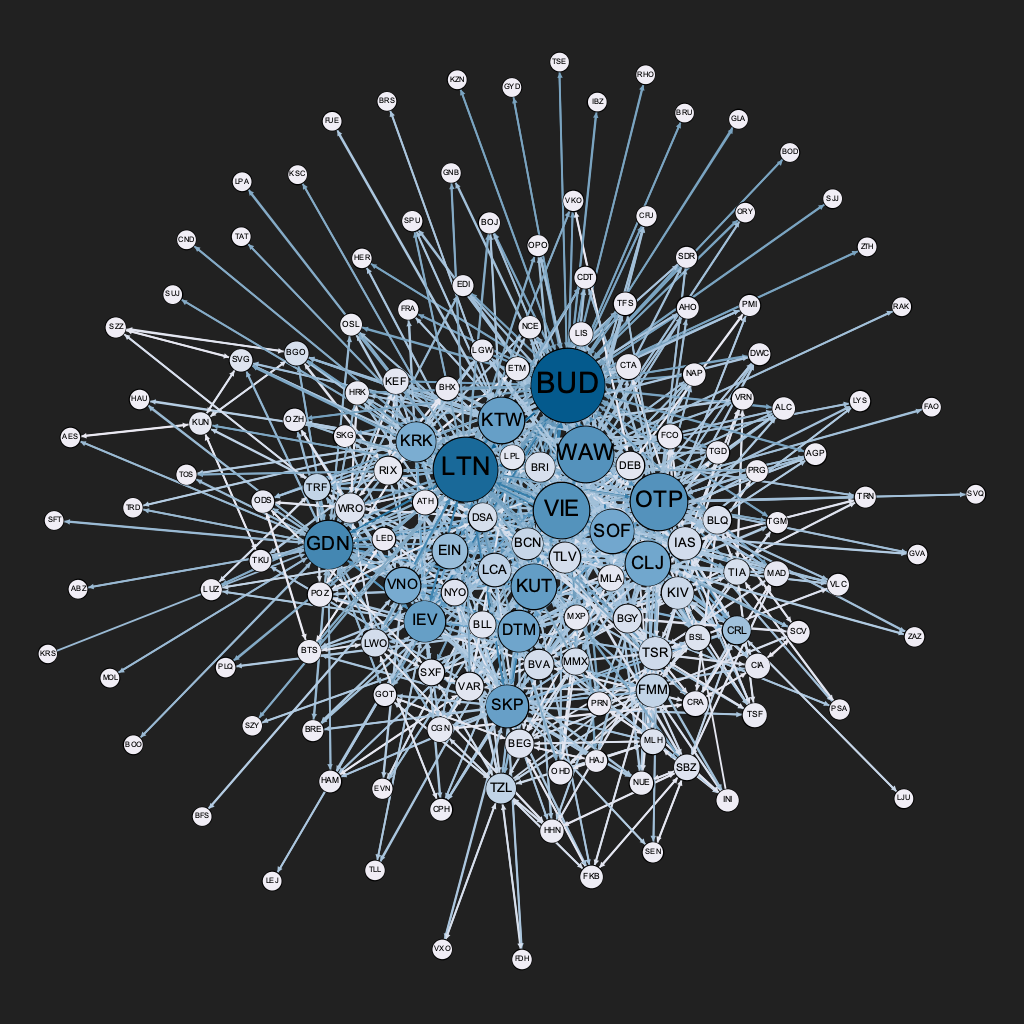 TSE
RHO
KZN
GYD
BRS
IBZ
BRU
GLA
FUE
BOD
GNB
KSC
LPA
SJJ
VKO
ORY
CFU
SPU
BOJ
TAT
CND
OPO
ZTH
HER
SDR
CDT
EDI
SUJ
TFS
PMI
AHO
RAK
FRA
OSL
SZZ
NCE
LIS
LGW
BGO
DWC
SVG
CTA
ETM
NAP
KEF
BUD
BHX
HRK
VRN
HAU
LYS
ALC
FAO
OZH
KTW
KUN
SKG
FCO
AES
KRK
TGD
WAW
AGP
LPL
DEB
BRI
LTN
RIX
PRG
TOS
TRF
SVQ
TRN
ODS
ATH
OTP
TRD
WRO
VIE
DSA
SFT
BLQ
TGM
SOF
LED
GDN
BCN
IAS
EIN
GVA
TLV
TKU
CLJ
LCA
TIA
MAD
MLA
VNO
VLC
KUT
ABZ
LUZ
NYO
KIV
POZ
MXP
BGY
IEV
BLL
DTM
CRL
SCV
BSL
ZAZ
LWO
BTS
KRS
TSR
MMX
BVA
CIA
PLQ
SXF
MOL
VAR
FMM
GOT
PRN
CRA
SKP
PSA
TSF
SZY
BRE
CGN
MLH
BEG
BOO
HAJ
SBZ
OHD
HAM
NUE
EVN
TZL
LJU
INI
CPH
BFS
HHN
SEN
TLL
FKB
LEJ
VXO
FDH